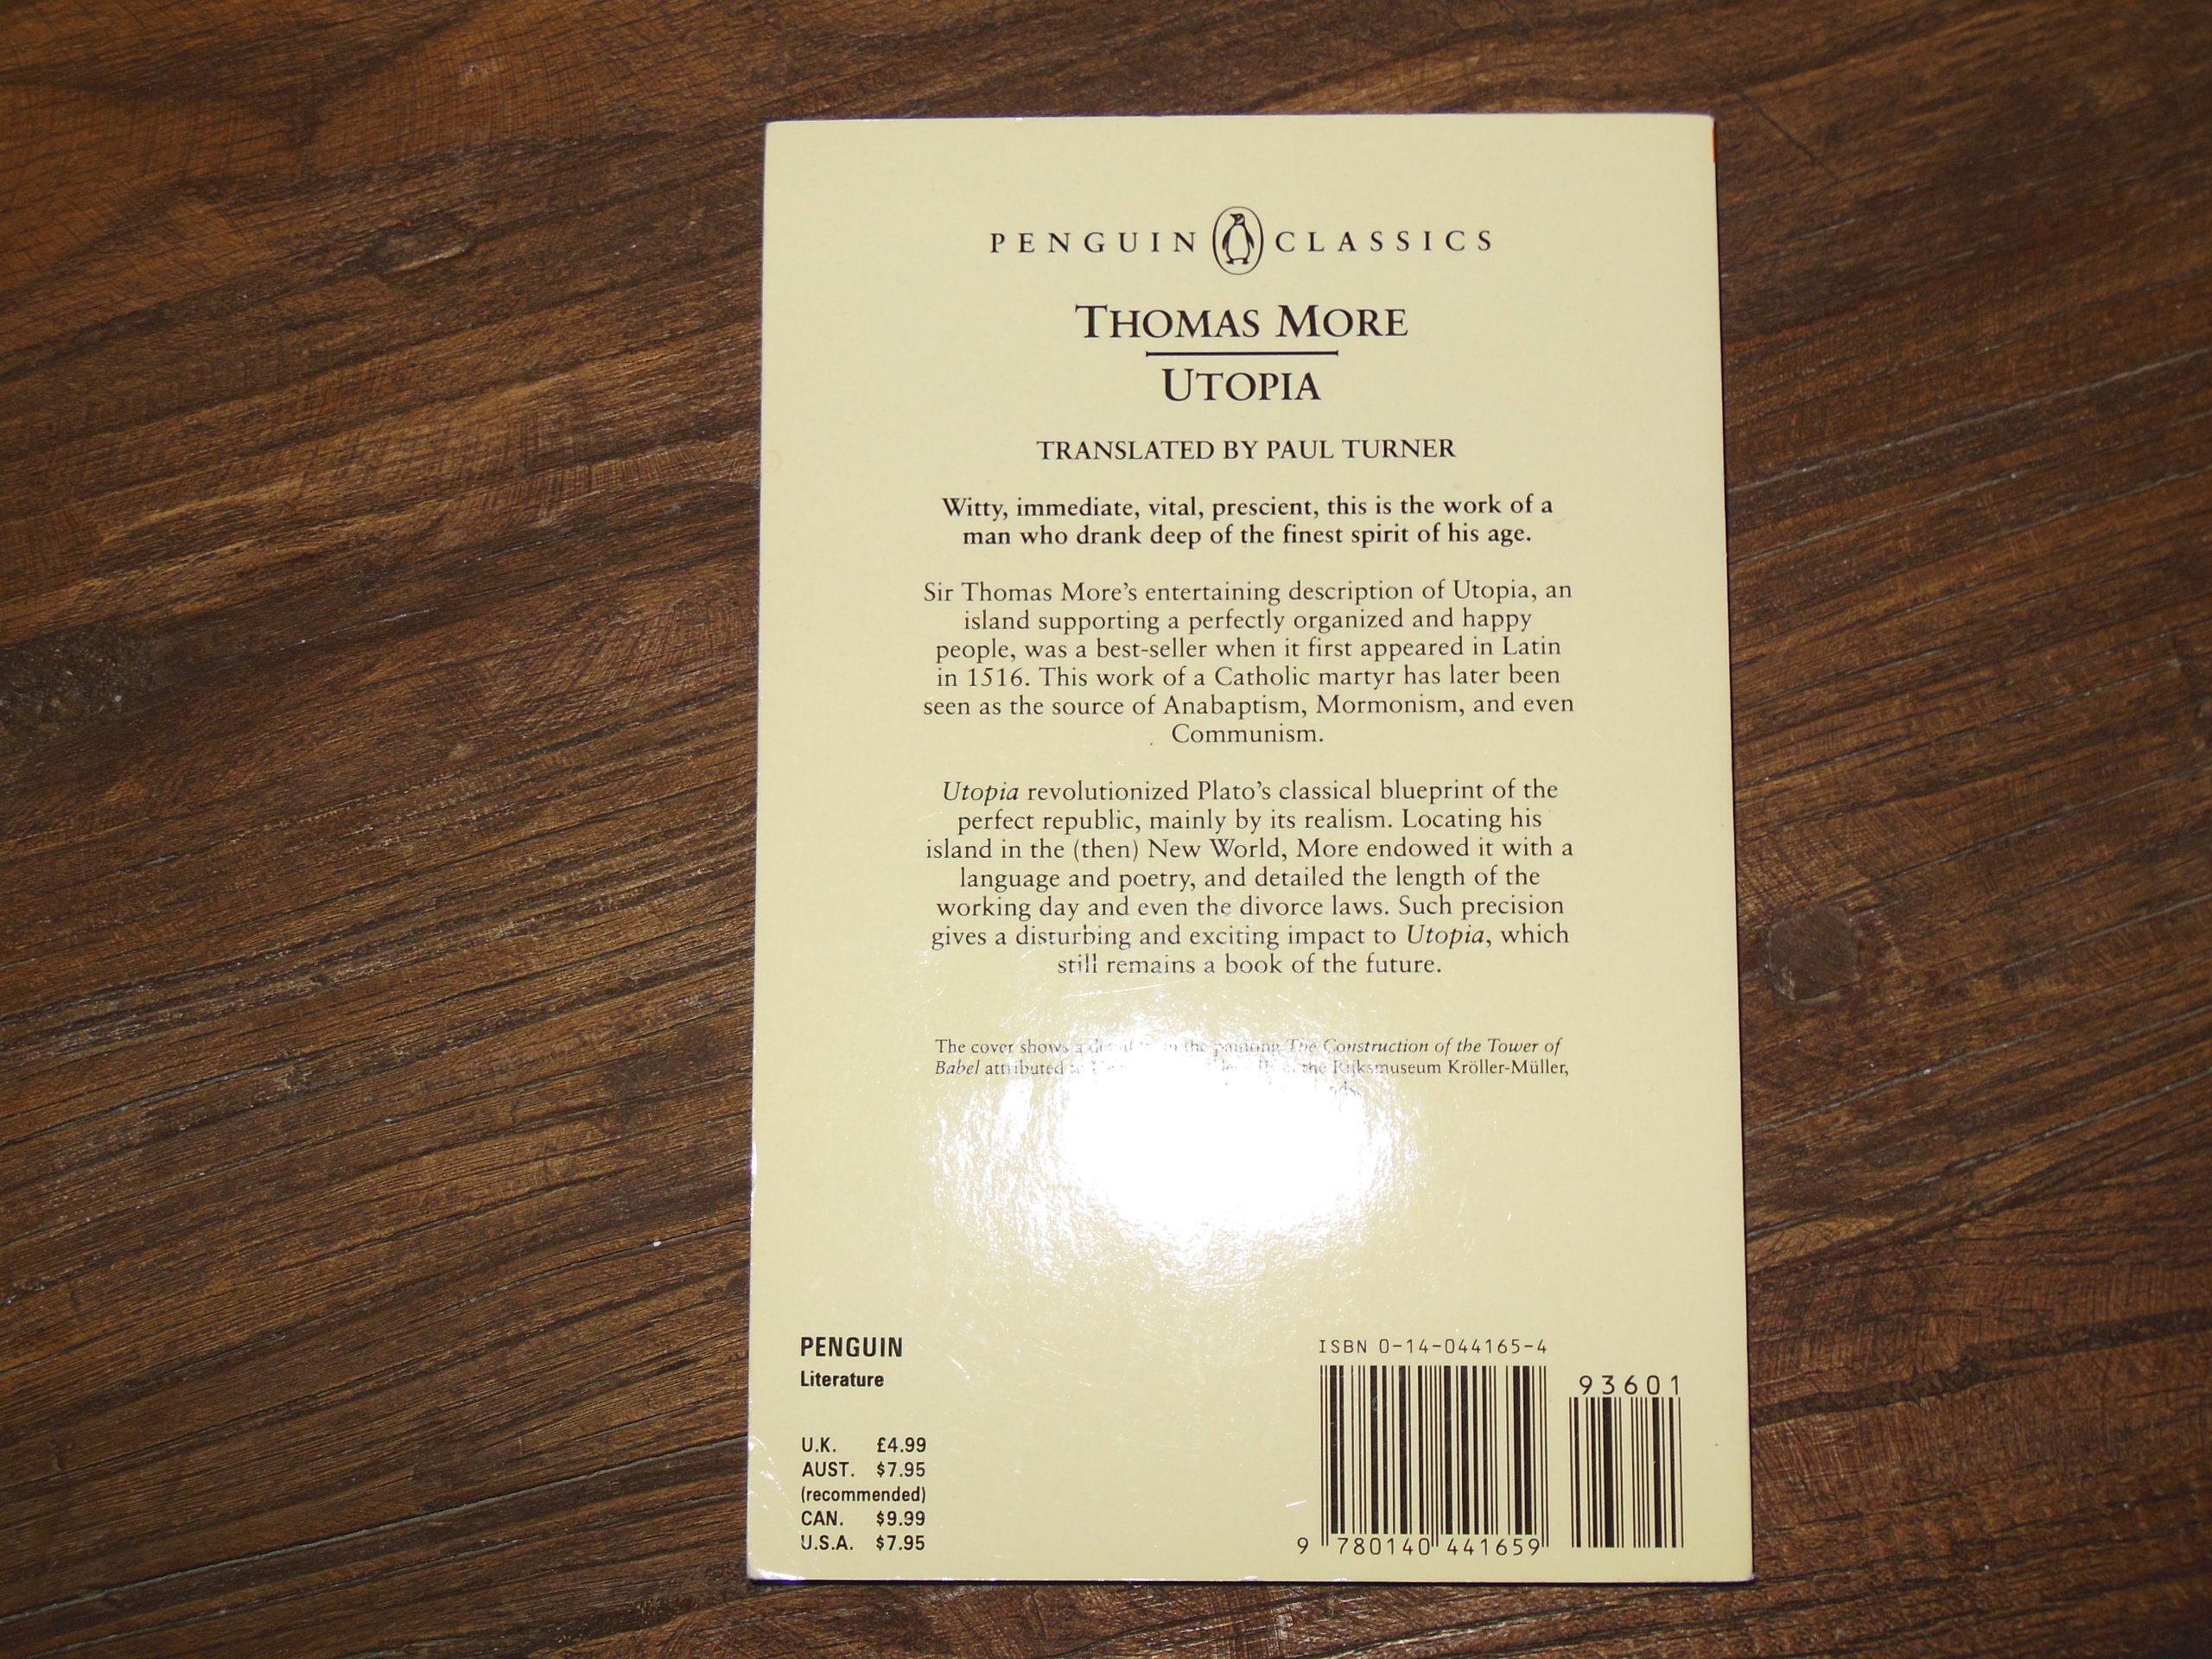 PENGUIN CLASSICS
THOMAS MORE
UTOPIA
TRANSLATED BY PAUL TURNER
Witty, immediate, vital, prescient, this is the work of a
man who drank deep of the finest spirit of his age.
Sir Thomas More's entertaining description of Utopia, an
island supporting a perfectly organized and happy
people, was a best-seller when it first appeared in Latin
in 1516. This work of a Catholic martyr has later been
seen as the source of Anabaptism, Mormonism, and even
Communism.
Utopia revolutionized Plato's classical blueprint of the
perfect republic, mainly by its realism. Locating his
island in the (then) New World, More endowed it with a
language and poetry, and detailed the length of the
working day and even the divorce laws. Such precision
gives a disturbing and exciting impact to Utopia, which
still remains a book of the future.
The cover shows a the painting The Construction of the Tower of
Babel attributed the Rijksmuseum Kröller-Müller,
PENGUIN
Literature
U.K. £4.99
AUST. $7.95
(recommended)
CAN. $9.99
U.S.A. $7.95
ISBN 0-14-044165-4
93601
9 780140 441659